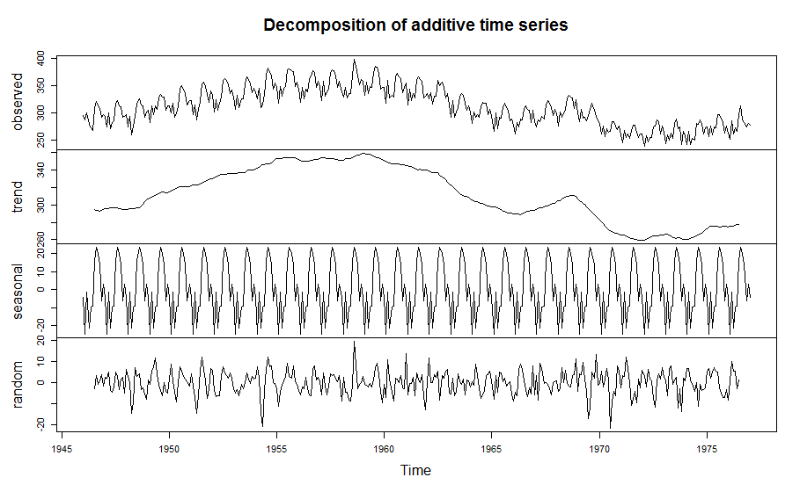 Decomposition of additive time series
observed
250 300 350 400
trend
260 300 340
seasonal
-20 0 10 20
random
-20 0 10 20
1945 1950 1955 1960 1965 1970 1975
Time